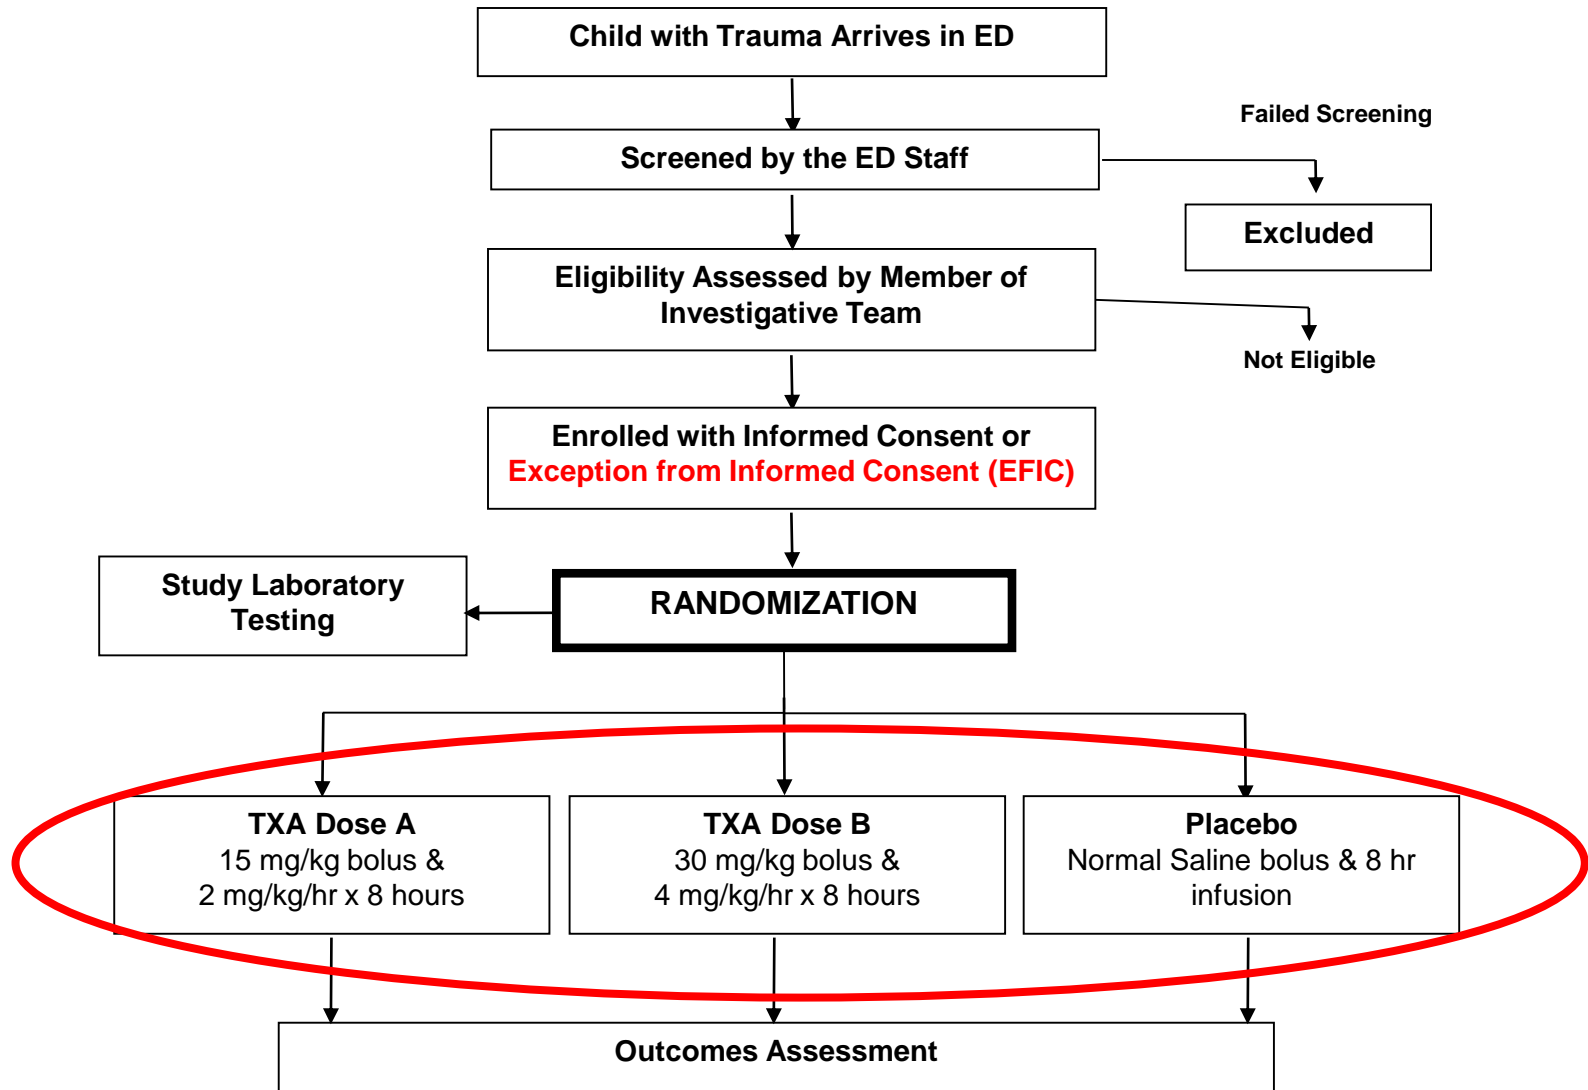 Child with Trauma Arrives in ED
Failed Screening
Screened by the ED Staff
Excluded
Eligibility Assessed by Member of
Investigative Team
Not Eligible
Enrolled with Informed Consent or
Exception from Informed Consent (EFIC)
Study Laboratory
Testing
RANDOMIZATION
TXA Dose A
15 mg/kg bolus &
2 mg/kg/hr x 8 hours
TXA Dose B
30 mg/kg bolus &
4 mg/kg/hr x 8 hours
Placebo
Normal Saline bolus & 8 hr
infusion
Outcomes Assessment